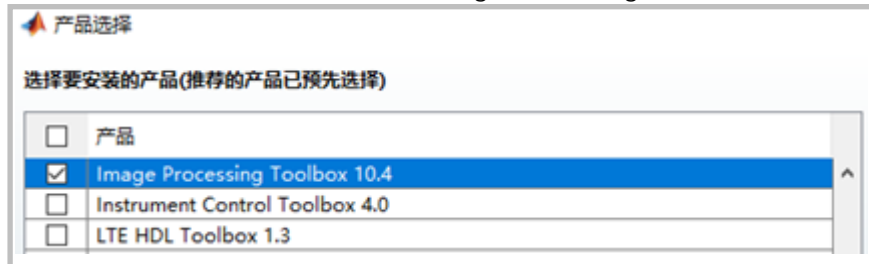 产品选择
选择要安装的产品(推荐的产品已预先选择)
产品
Image Processing Toolbox 10.4
Instrument Control Toolbox 4.0
LTE HDL Toolbox 1.3